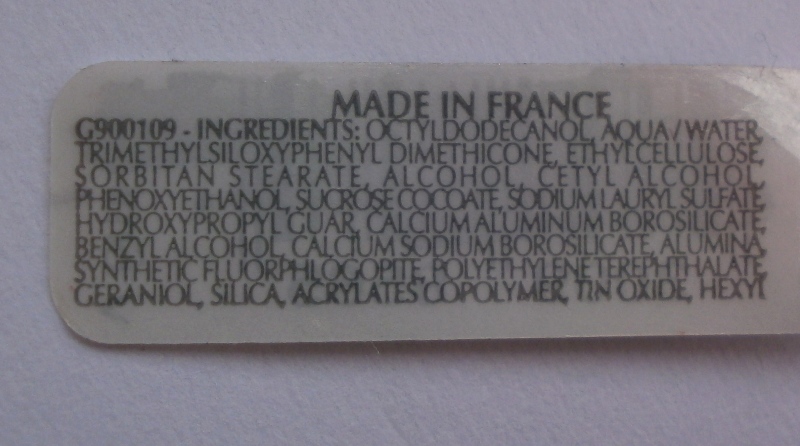 MADE IN FRANCE
G900109 - INGREDIENTS: OCTYLDODECANOL, AQUA/WATER,
TRIMETHYLSILOXYPHENYL DIMETHICONE, ETHYLCELLULOSE,
SORBITAN STEARATE, ALCOHOL, CETYL ALCOHOL,
PHENOXYETHANOL, SUCROSE COCOATE, SODIUM LAURYL SULFATE,
HYDROXYPROPYL GUAR, CALCIUM ALUMINUM BOROSILICATE,
BENZYL ALCOHOL, CALCIUM SODIUM BOROSILICATE, ALUMINA,
SYNTHETIC FLUORPHLOGOPITE, POLYETHYLENE TEREPHTHALATE,
GERANIOL, SILICA, ACRYLATES COPOLYMER, TIN OXIDE, HEXYL